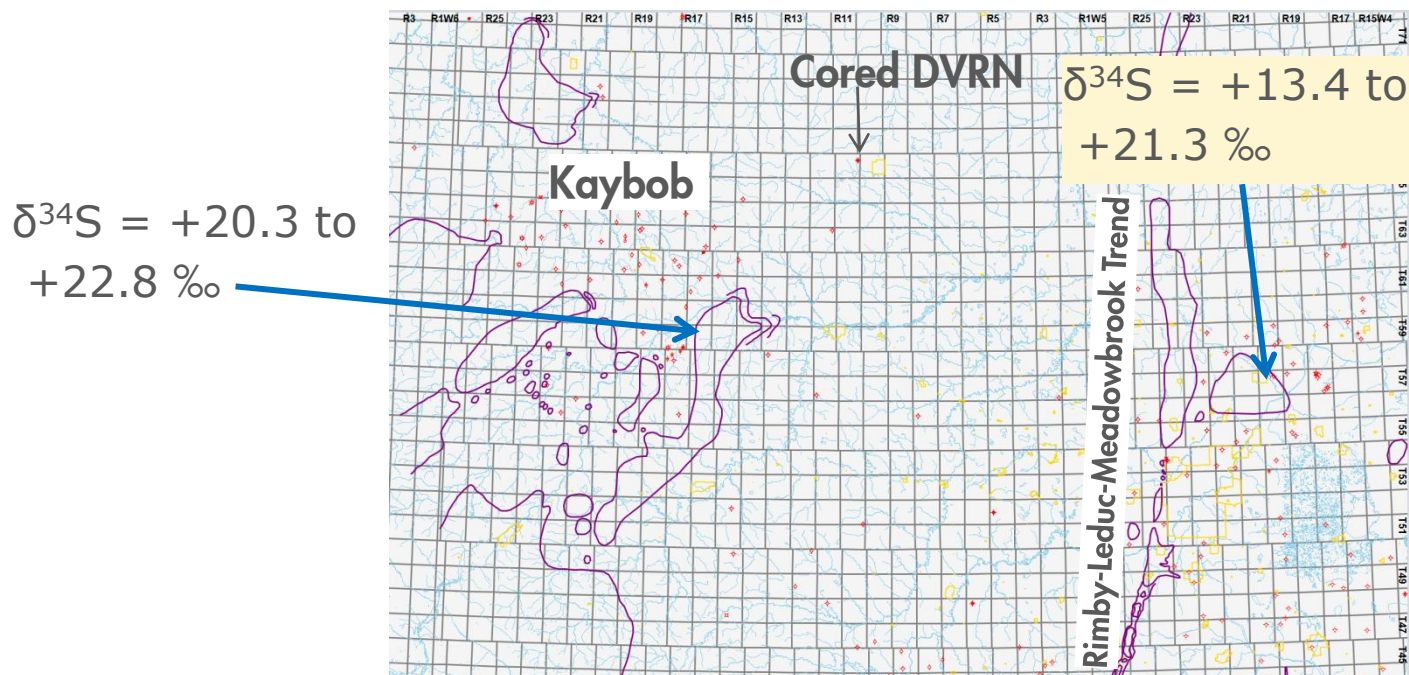 R3 R1W6 R25 R23 R21 R19 R17 R15 R13 R11 R9 R7 R5 R3 R1W5 R25 R23 R21 R19 R17 R15W4
T71
Cored DVRN
δ³⁴S = +13.4 to
+21.3 ‰
Kaybob
δ³⁴S = +20.3 to
+22.8 ‰
Rimby-Leduc-Meadowbrook Trend
T63
T61
T59
T57
T55
T53
T51
T49
T47
T45